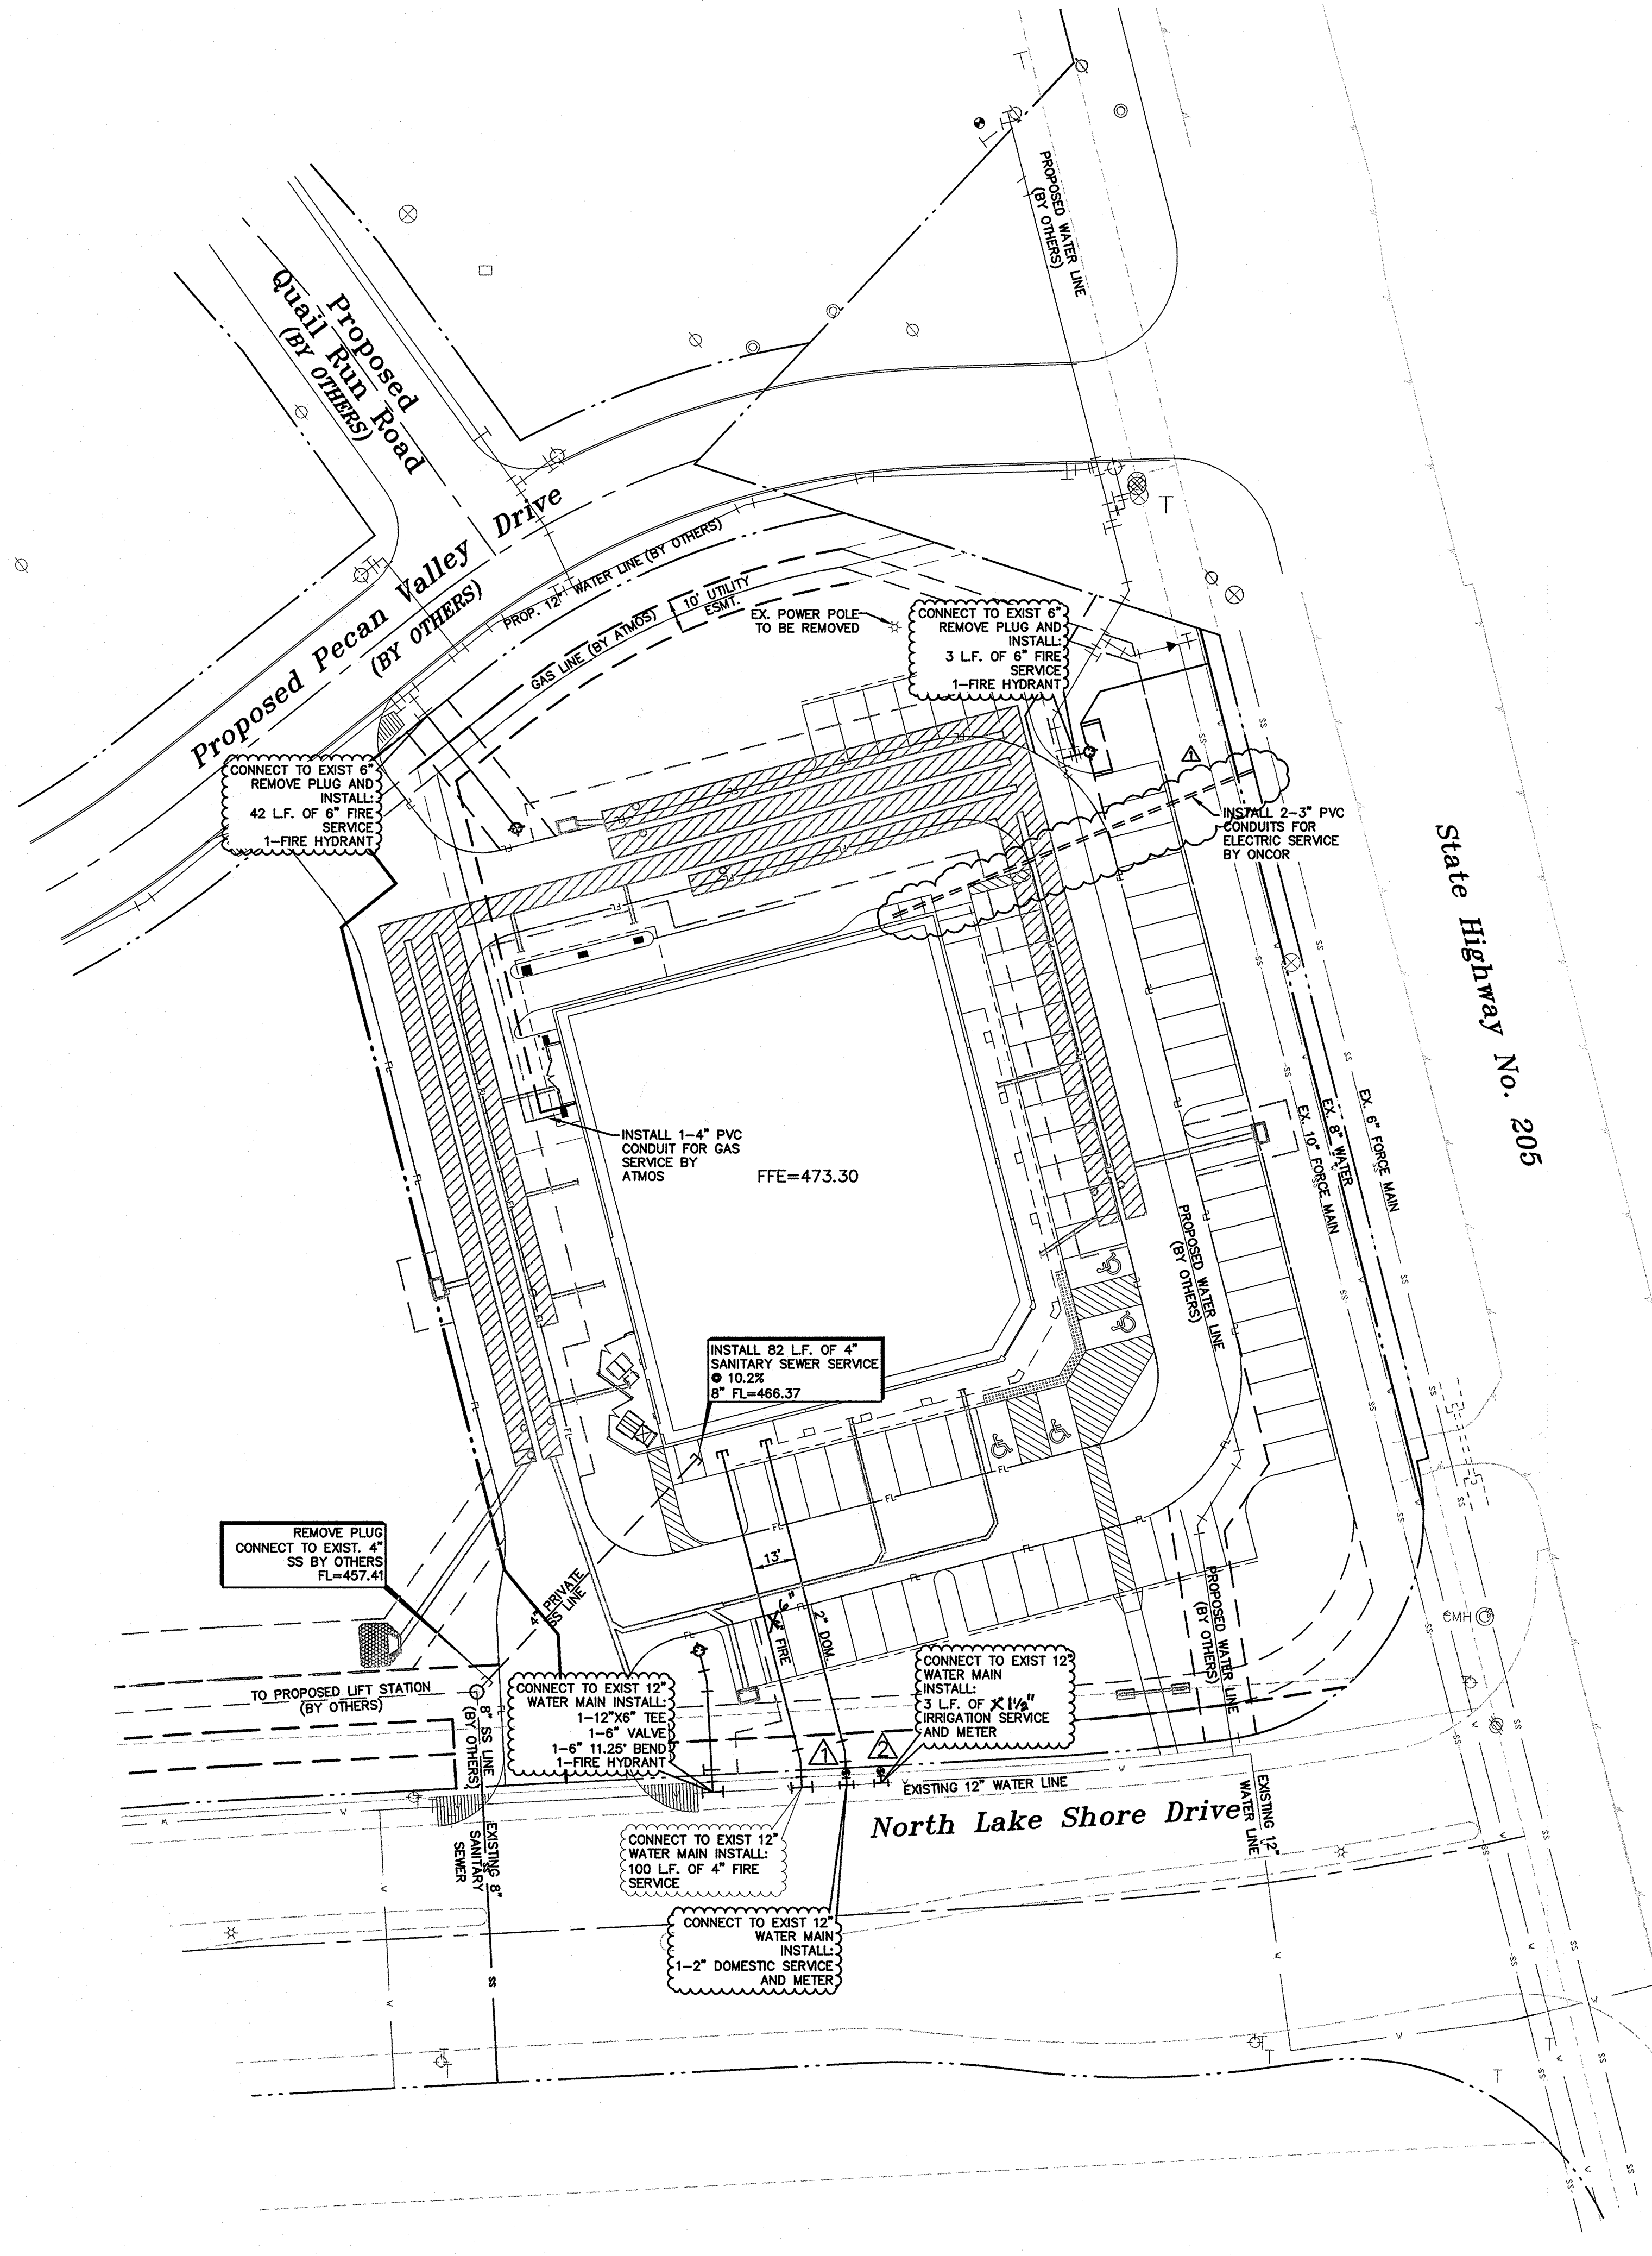 PROPOSED WATER LINE
(BY OTHERS)
Proposed
Quail Run Road
(BY OTHERS)
Proposed Pecan Valley Drive
(BY OTHERS)
PROP. 12" WATER LINE (BY OTHERS)
GAS LINE (BY ATMOS)
10' UTILITY
ESMT.
EX. POWER POLE
TO BE REMOVED
CONNECT TO EXIST 6"
REMOVE PLUG AND
INSTALL:
3 L.F. OF 6" FIRE
SERVICE
1-FIRE HYDRANT
CONNECT TO EXIST 6"
REMOVE PLUG AND
INSTALL:
42 L.F. OF 6" FIRE
SERVICE
1-FIRE HYDRANT
1
INSTALL 2-3" PVC
CONDUITS FOR
ELECTRIC SERVICE
BY ONCOR
State Highway No. 205
EX. 6" FORCE MAIN
EX. 8" WATER
EX. 10" FORCE MAIN
INSTALL 1-4" PVC
CONDUIT FOR GAS
SERVICE BY
ATMOS
FFE=473.30
PROPOSED WATER LINE
(BY OTHERS)
INSTALL 82 L.F. OF 4"
SANITARY SEWER SERVICE
@ 10.2%
8" FL=466.37
REMOVE PLUG
CONNECT TO EXIST. 4"
SS BY OTHERS
FL=457.41
13'
4" PRIVATE
SS LINE
6" FIRE
2" DOM.
PROPOSED WATER LINE
(BY OTHERS)
CMH
TO PROPOSED LIFT STATION
(BY OTHERS)
8" SS LINE
(BY OTHERS)
CONNECT TO EXIST 12"
WATER MAIN INSTALL:
1-12"X6" TEE
1-6" VALVE
1-6" 11.25° BEND
1-FIRE HYDRANT
CONNECT TO EXIST 12"
WATER MAIN
INSTALL:
3 L.F. OF 1½"
IRRIGATION SERVICE
AND METER
1
2
EXISTING 12" WATER LINE
North Lake Shore Drive
EXISTING 12"
WATER LINE
EXISTING 8"
SANITARY
SEWER
CONNECT TO EXIST 12"
WATER MAIN INSTALL:
100 L.F. OF 4" FIRE
SERVICE
CONNECT TO EXIST 12"
WATER MAIN
INSTALL:
1-2" DOMESTIC SERVICE
AND METER